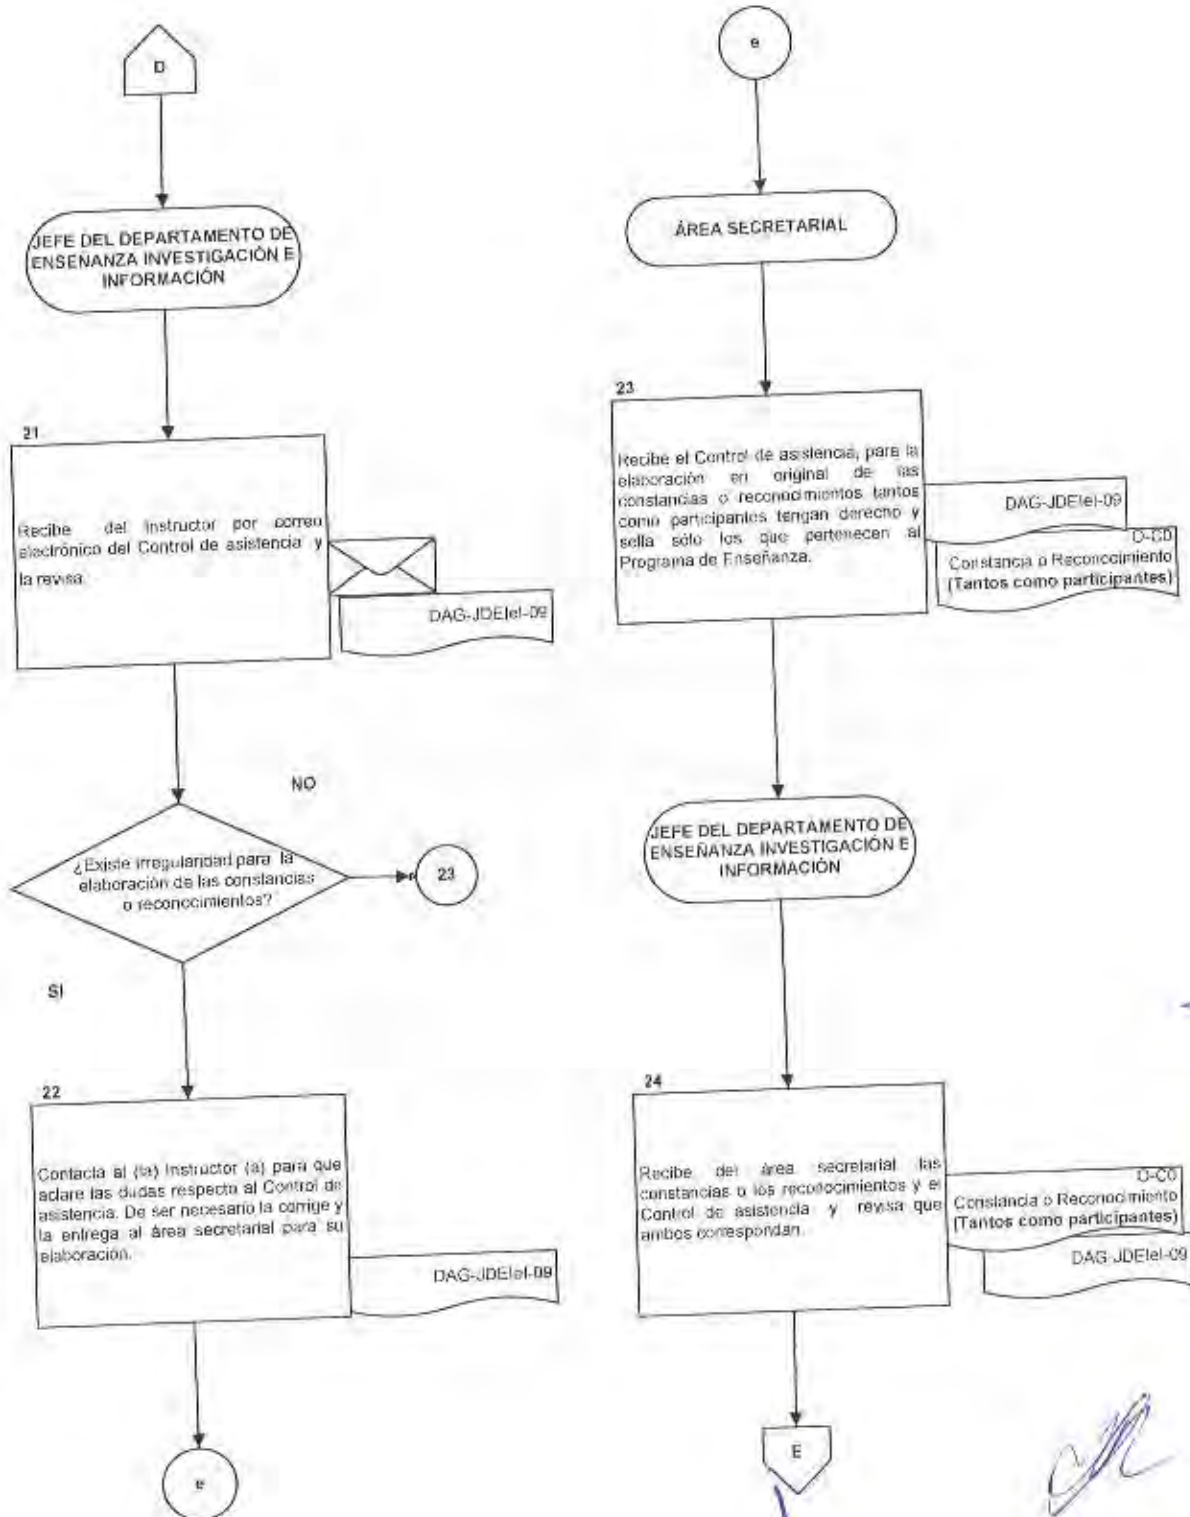 D
JEFE DEL DEPARTAMENTO DE
ENSEÑANZA INVESTIGACIÓN E
INFORMACIÓN
21
Recibe del Instructor por correo
electrónico del Control de asistencia y
la revisa.
DAG-JDEIeI-09
NO
¿Existe irregularidad para la
elaboración de las constancias
o reconocimientos?
23
SI
22
Contacta al (la) Instructor (a) para que
aclare las dudas respecto al Control de
asistencia. De ser necesario la corrige y
la entrega al área secretarial para su
elaboración.
DAG-JDEIeI-09
e
e
ÁREA SECRETARIAL
23
Recibe el Control de asistencia, para la
elaboración en original de las
constancias o reconocimientos tantos
como participantes tengan derecho y
sella sólo los que pertenecen al
Programa de Enseñanza.
DAG-JDEIeI-09
O-C0
Constancia o Reconocimiento
(Tantos como participantes)
JEFE DEL DEPARTAMENTO DE
ENSEÑANZA INVESTIGACIÓN E
INFORMACIÓN
24
Recibe del área secretarial las
constancias o los reconocimientos y el
Control de asistencia y revisa que
ambos correspondan.
O-C0
Constancia o Reconocimiento
(Tantos como participantes)
DAG-JDEIeI-09
E